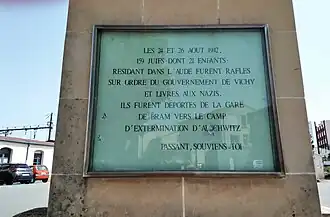 LES 24 ET 26 AOUT 1942,
159 JUIFS DONT 21 ENFANTS
RESIDANT DANS L'AUDE FURENT RAFLES
SUR ORDRE DU GOUVERNEMENT DE VICHY
ET LIVRES AUX NAZIS.
ILS FURENT DEPORTES DE LA GARE
DE BRAM VERS LE CAMP
D'EXTERMINATION D'AUSCHWITZ
PASSANT, SOUVIENS-TOI